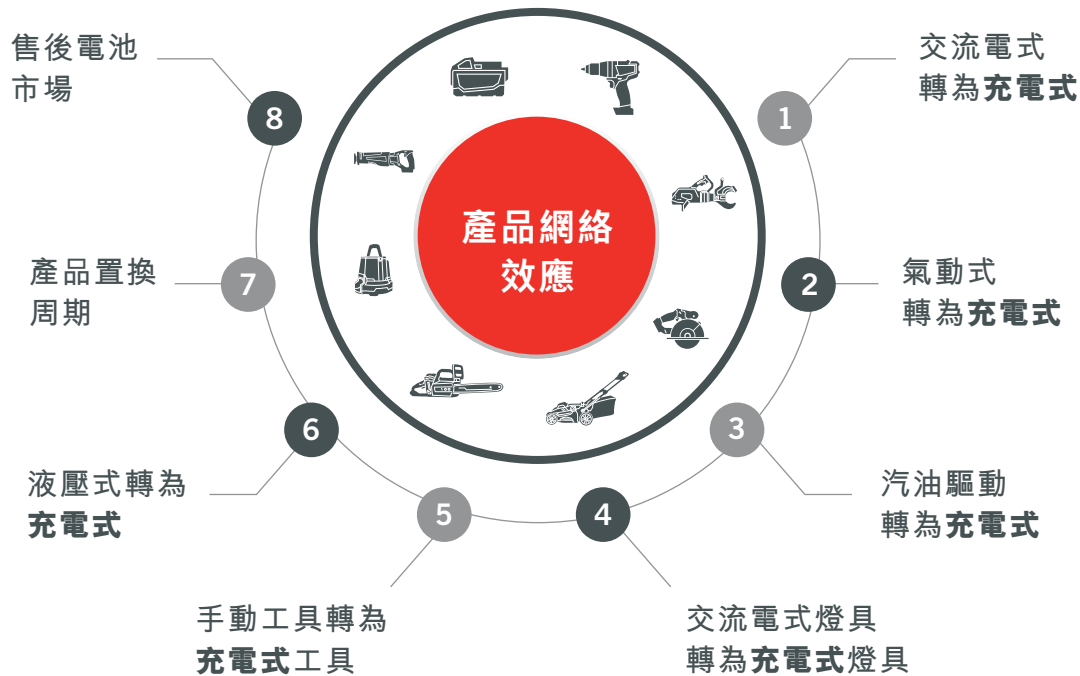 產品網絡
效應
1
交流電式
轉為充電式
2
氣動式
轉為充電式
3
汽油驅動
轉為充電式
4
交流電式燈具
轉為充電式燈具
5
手動工具轉為
充電式工具
6
液壓式轉為
充電式
7
產品置換
周期
8
售後電池
市場